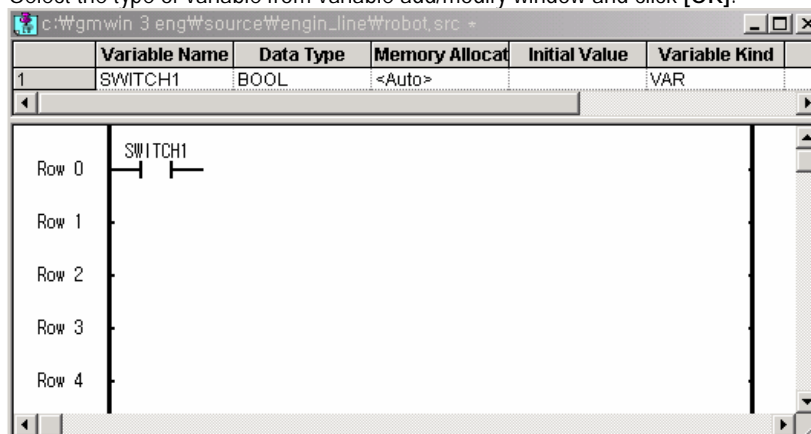 Select the type of variable from variable add/modify window and click [OK].
c:₩gmwin 3 eng₩source₩engin_line₩robot.src *
Variable Name Data Type Memory Allocat Initial Value Variable Kind
1 SWITCH1 BOOL <Auto> VAR
SWITCH1
Row 0
Row 1
Row 2
Row 3
Row 4